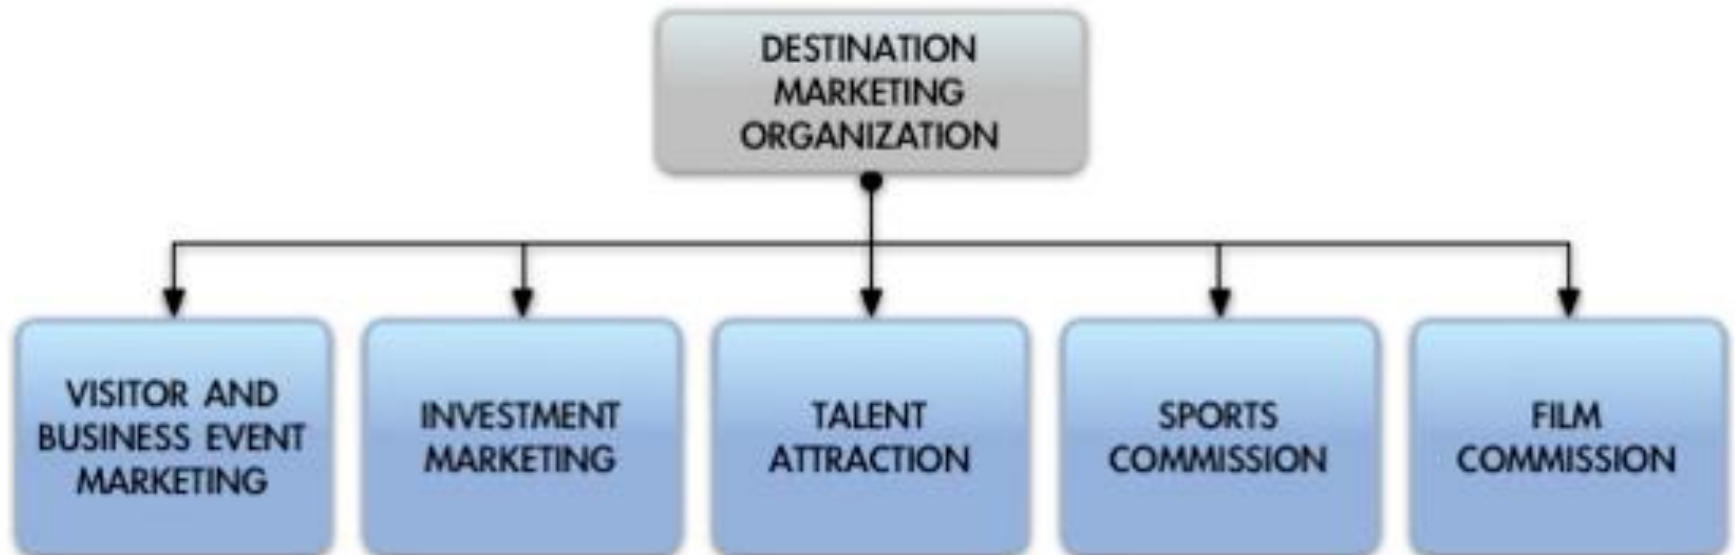 DESTINATION
MARKETING
ORGANIZATION
VISITOR AND
BUSINESS EVENT
MARKETING
INVESTMENT
MARKETING
TALENT
ATTRACTION
SPORTS
COMMISSION
FILM
COMMISSION